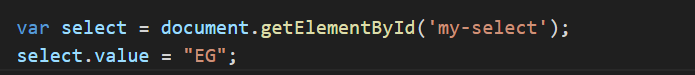 var select = document.getElementById('my-select');
select.value = "EG";